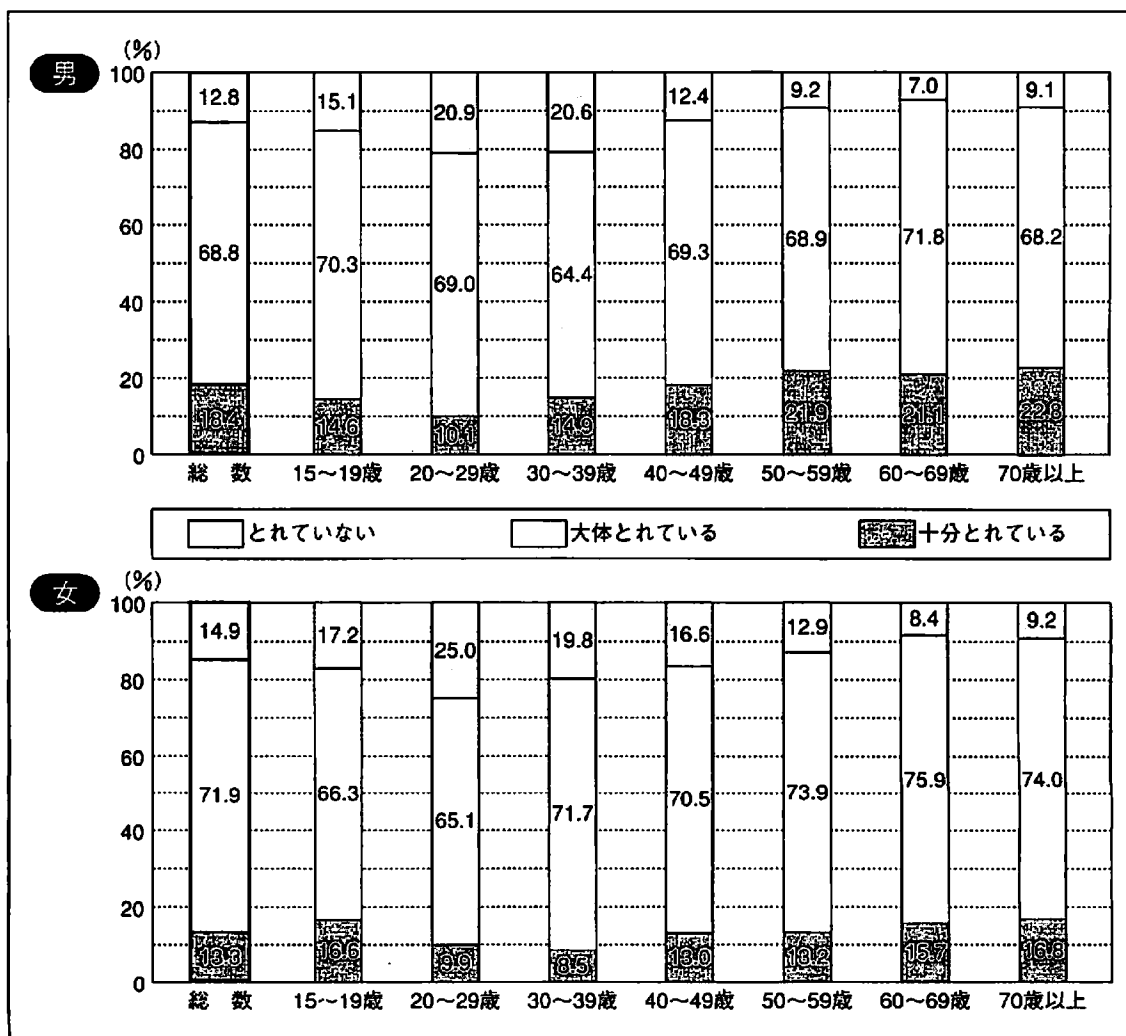 男
(%)
100
80
60
40
20
0
12.8 15.1 20.9 20.6 12.4 9.2 7.0 9.1
68.8 70.3 69.0 64.4 69.3 68.9 71.8 68.2
18.4 14.6 10.1 14.9 18.3 21.9 21.1 22.8
総 数 15〜19歳 20〜29歳 30〜39歳 40〜49歳 50〜59歳 60〜69歳 70歳以上
とれていない 大体とれている 十分とれている
女
(%)
100
80
60
40
20
0
14.9 17.2 25.0 19.8 16.6 12.9 8.4 9.2
71.9 66.3 65.1 71.7 70.5 73.9 75.9 74.0
13.3 16.6 9.9 8.5 13.0 13.2 15.7 16.8
総 数 15〜19歳 20〜29歳 30〜39歳 40〜49歳 50〜59歳 60〜69歳 70歳以上